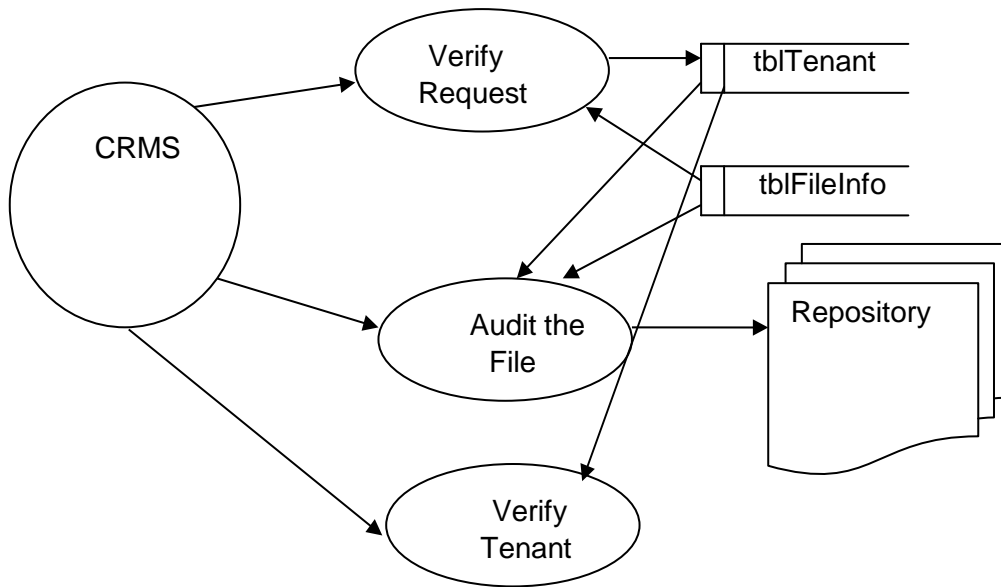 CRMS
Verify
Request
tblTenant
tblFileInfo
Audit the
File
Repository
Verify
Tenant